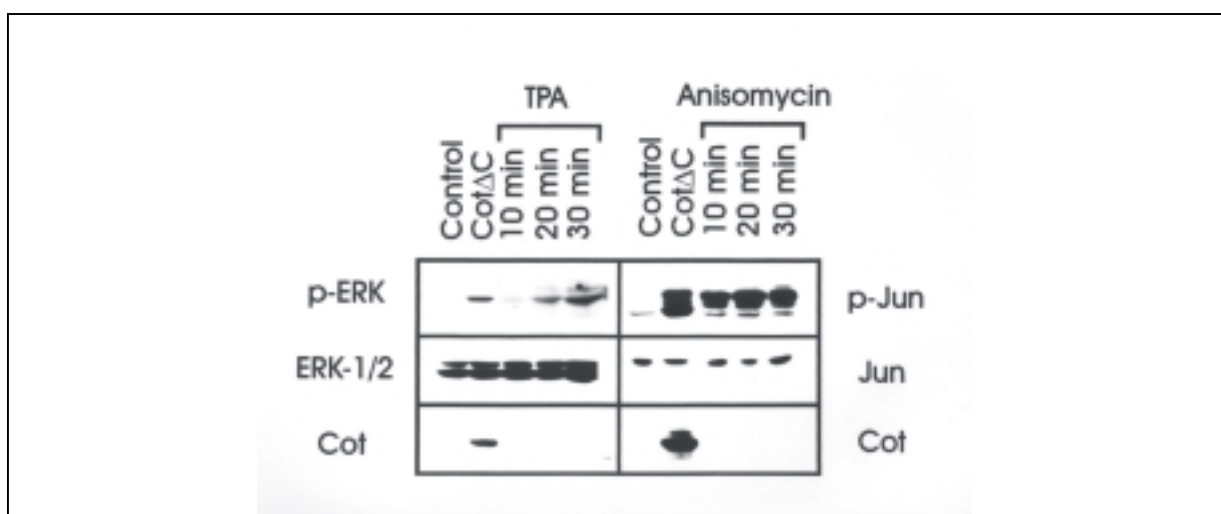 TPA Anisomycin
Control CotΔC 10 min 20 min 30 min Control CotΔC 10 min 20 min 30 min
p-ERK p-Jun
ERK-1/2 Jun
Cot Cot